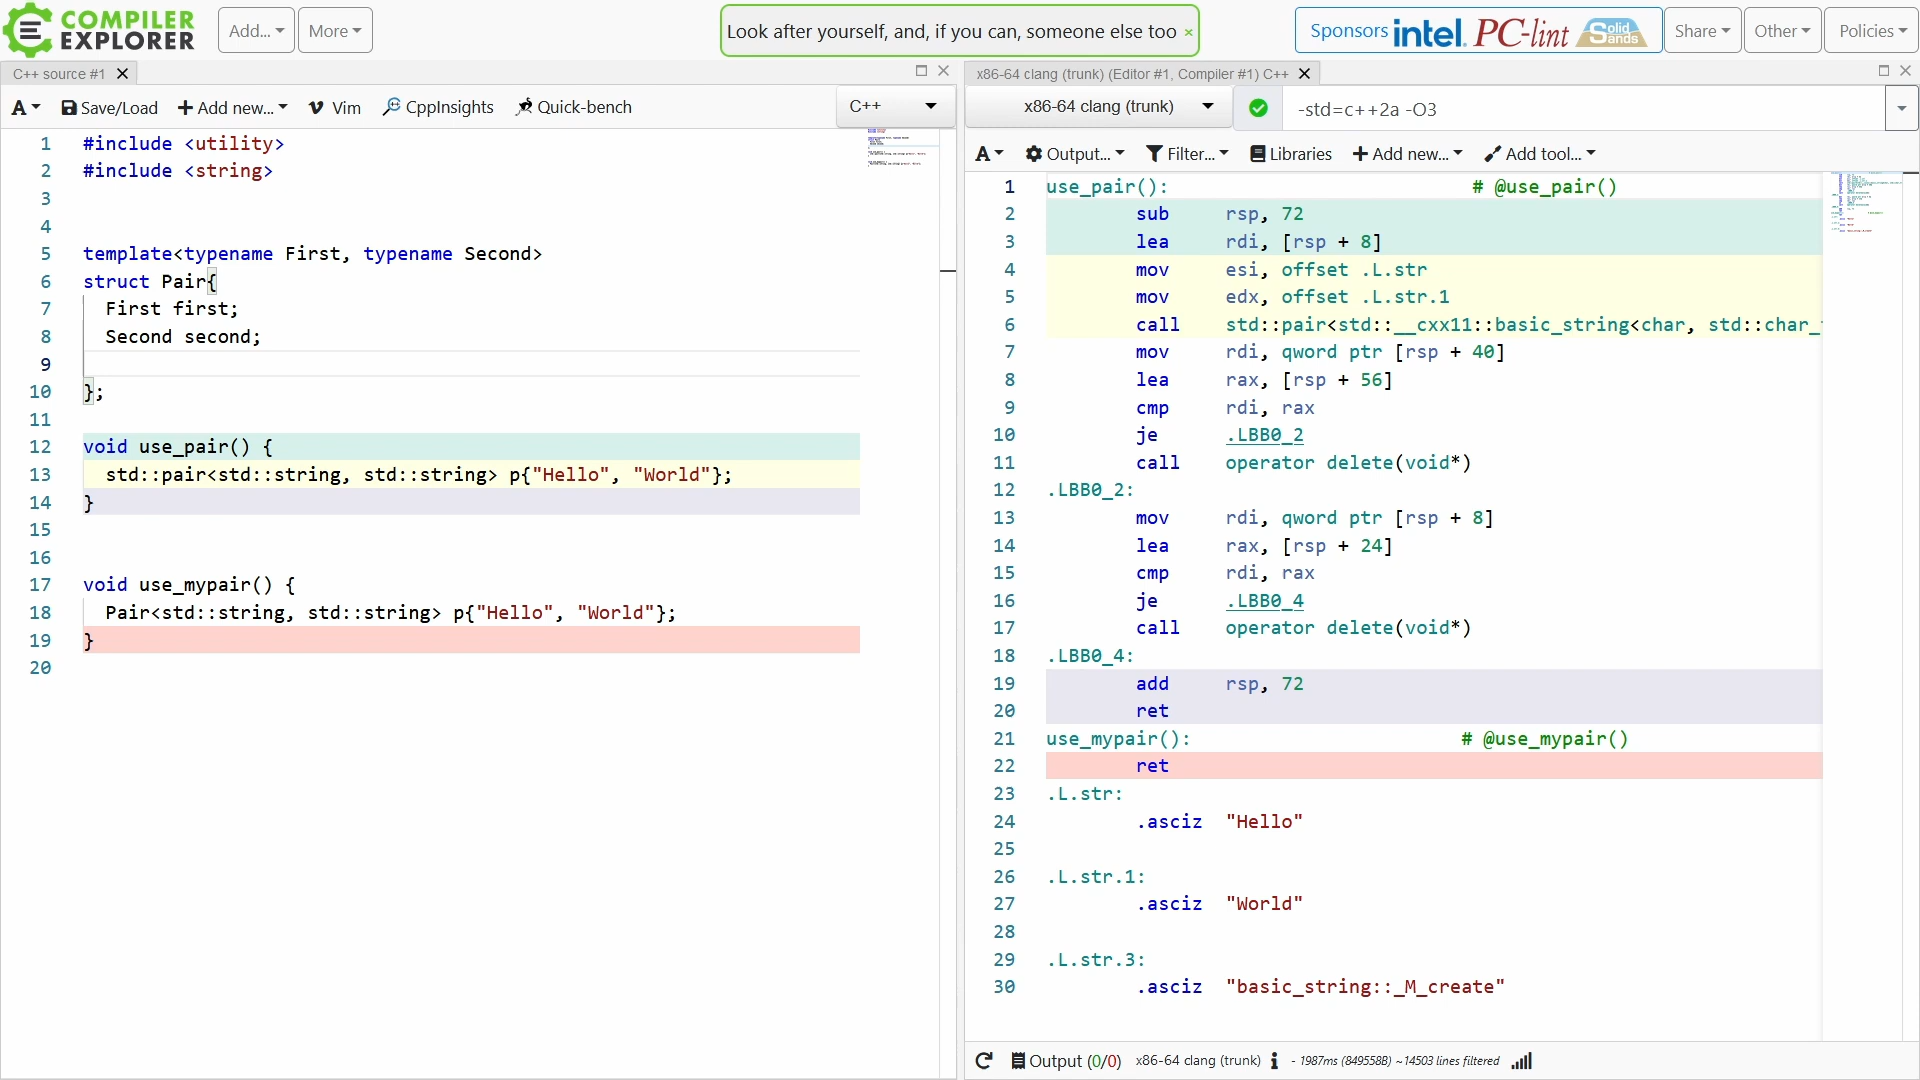 COMPILER EXPLORER
Add...
More
Look after yourself, and, if you can, someone else too ×
Sponsors intel. PC-lint Solid Sands
Share
Other
Policies
C++ source #1
A
Save/Load
Add new...
Vim
CppInsights
Quick-bench
C++
1 #include <utility>
2 #include <string>
3
4
5 template<typename First, typename Second>
6 struct Pair{
7 First first;
8 Second second;
9
10 };
11
12 void use_pair() {
13 std::pair<std::string, std::string> p{"Hello", "World"};
14 }
15
16
17 void use_mypair() {
18 Pair<std::string, std::string> p{"Hello", "World"};
19 }
20
x86-64 clang (trunk) (Editor #1, Compiler #1) C++
x86-64 clang (trunk)
-std=c++2a -O3
A
Output...
Filter...
Libraries
Add new...
Add tool...
1 use_pair(): # @use_pair()
2 sub rsp, 72
3 lea rdi, [rsp + 8]
4 mov esi, offset .L.str
5 mov edx, offset .L.str.1
6 call std::pair<std::__cxx11::basic_string<char, std::char_
7 mov rdi, qword ptr [rsp + 40]
8 lea rax, [rsp + 56]
9 cmp rdi, rax
10 je .LBB0_2
11 call operator delete(void*)
12 .LBB0_2:
13 mov rdi, qword ptr [rsp + 8]
14 lea rax, [rsp + 24]
15 cmp rdi, rax
16 je .LBB0_4
17 call operator delete(void*)
18 .LBB0_4:
19 add rsp, 72
20 ret
21 use_mypair(): # @use_mypair()
22 ret
23 .L.str:
24 .asciz "Hello"
25
26 .L.str.1:
27 .asciz "World"
28
29 .L.str.3:
30 .asciz "basic_string::_M_create"
Output (0/0) x86-64 clang (trunk) i - 1987ms (849558B) ~14503 lines filtered